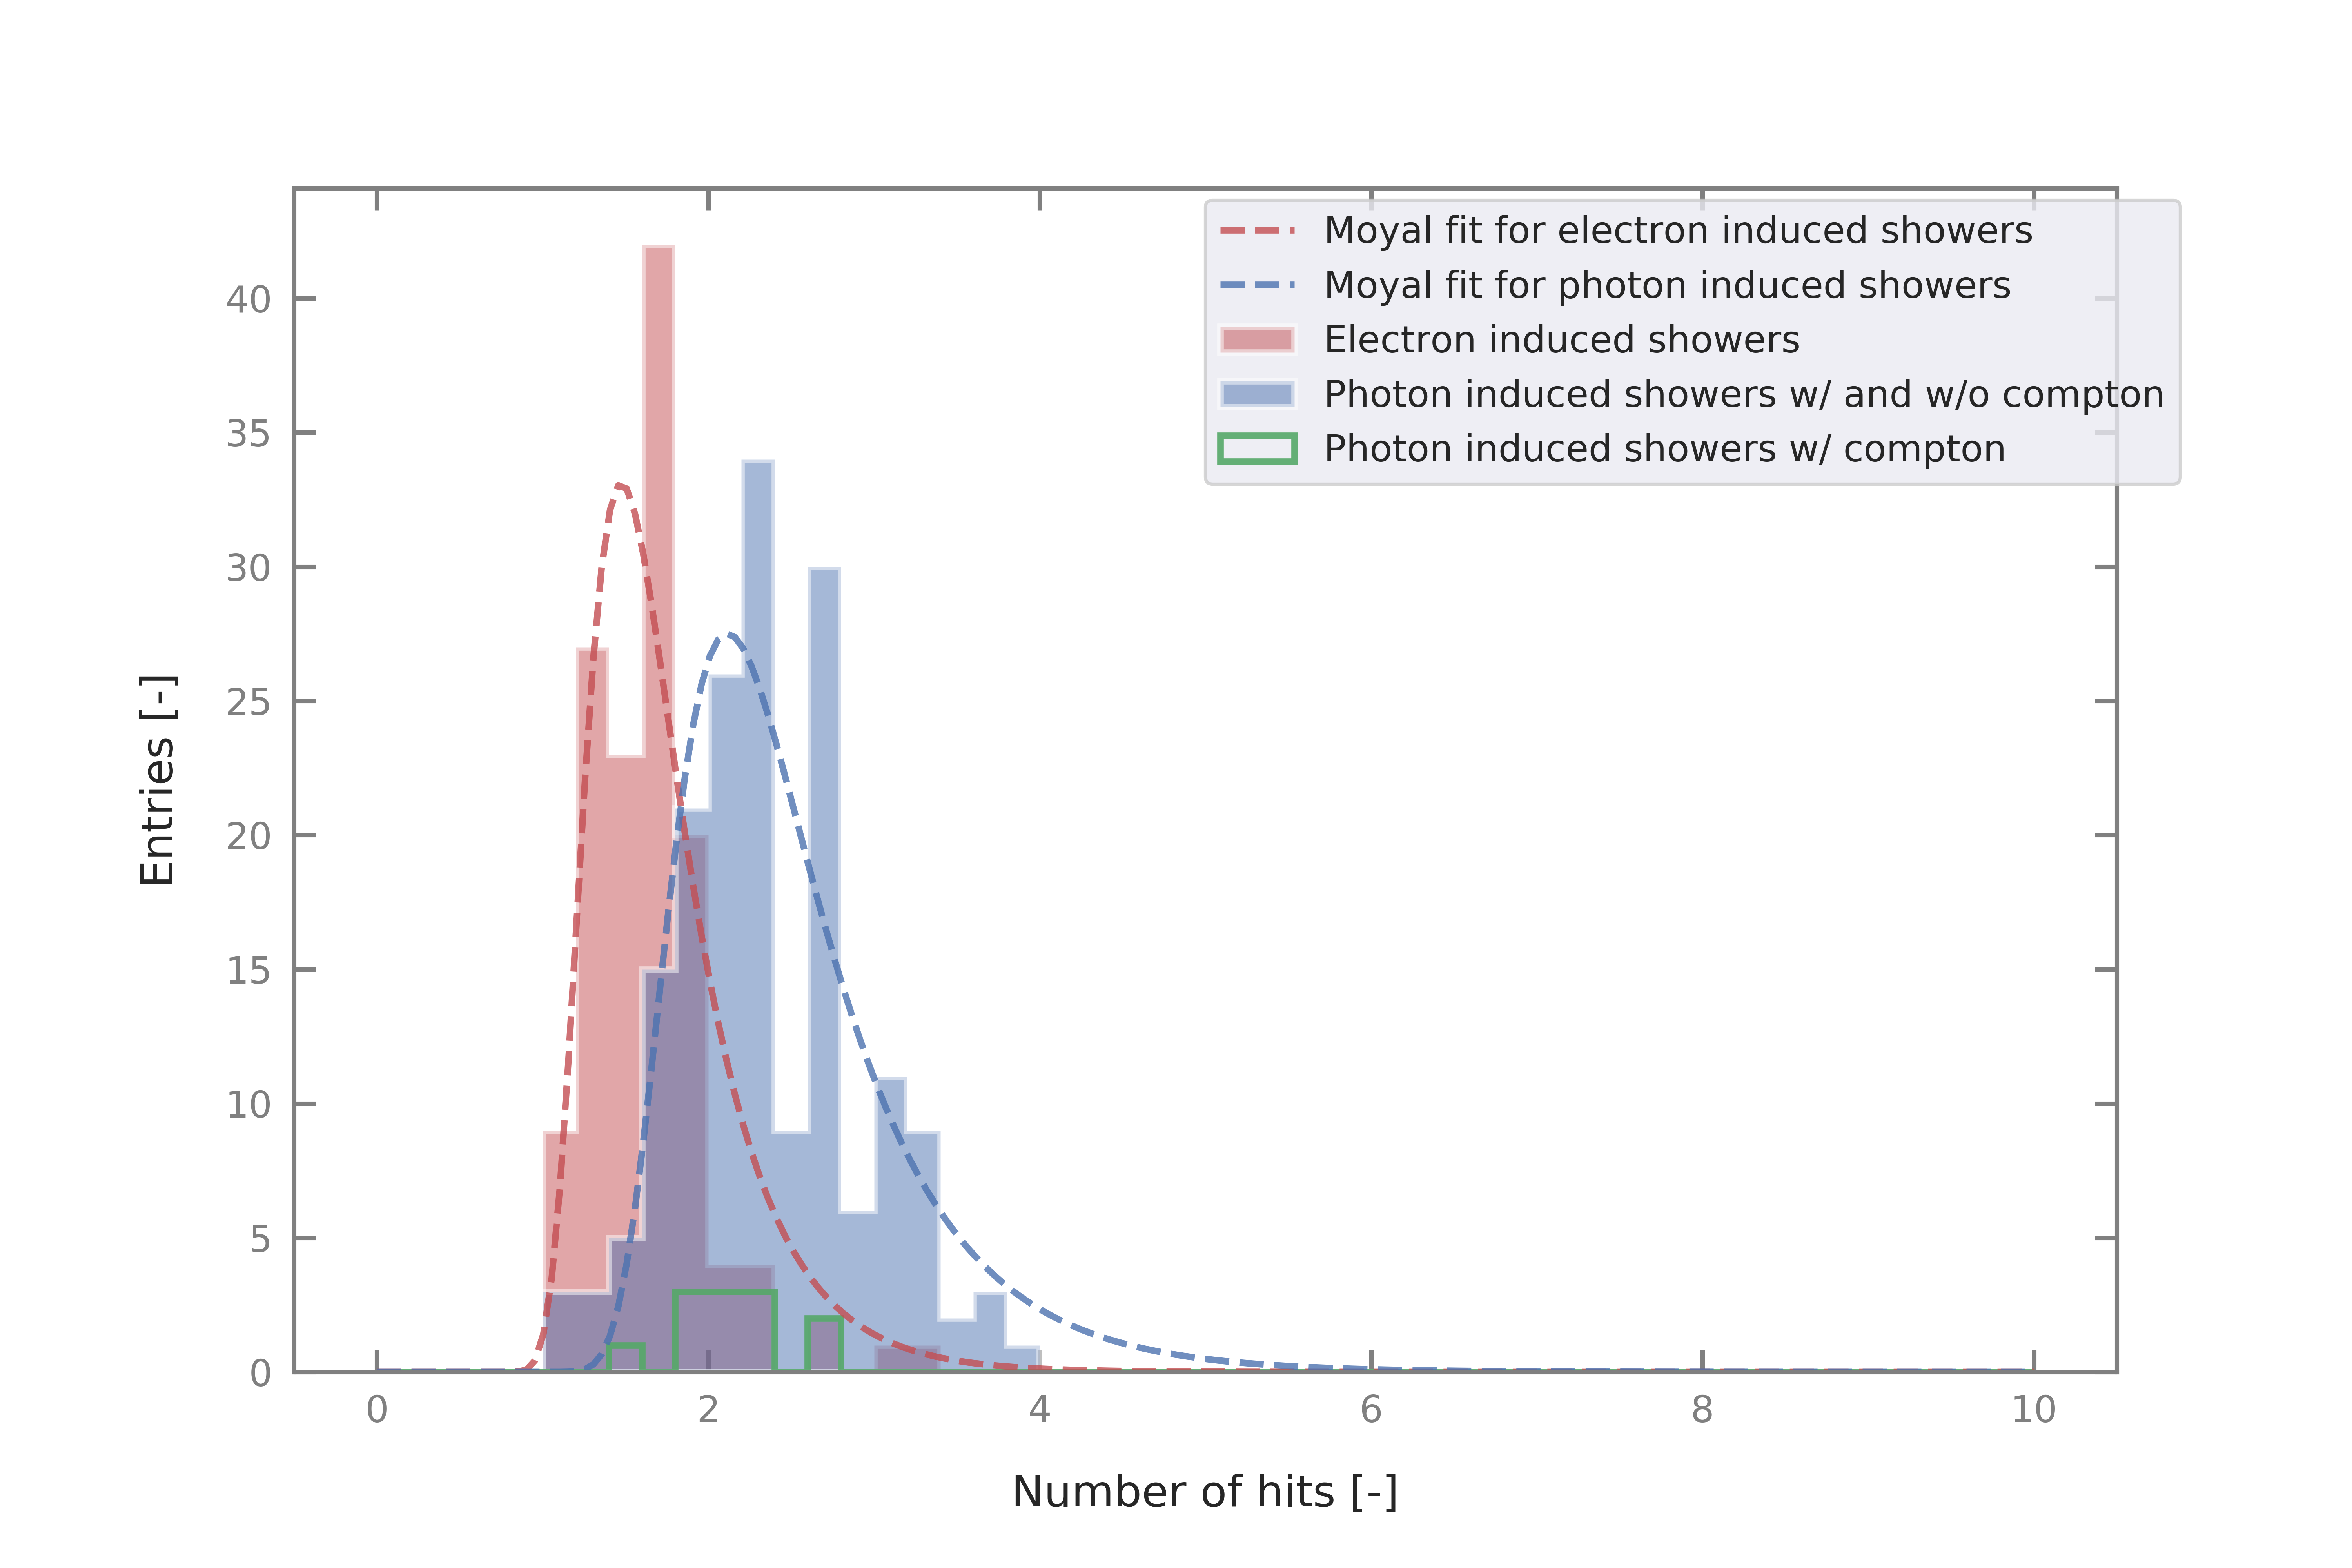 Moyal fit for electron induced showers
Moyal fit for photon induced showers
Electron induced showers
Photon induced showers w/ and w/o compton
Photon induced showers w/ compton
40
35
30
25
20
15
10
5
0
Entries [-]
0 2 4 6 8 10
Number of hits [-]